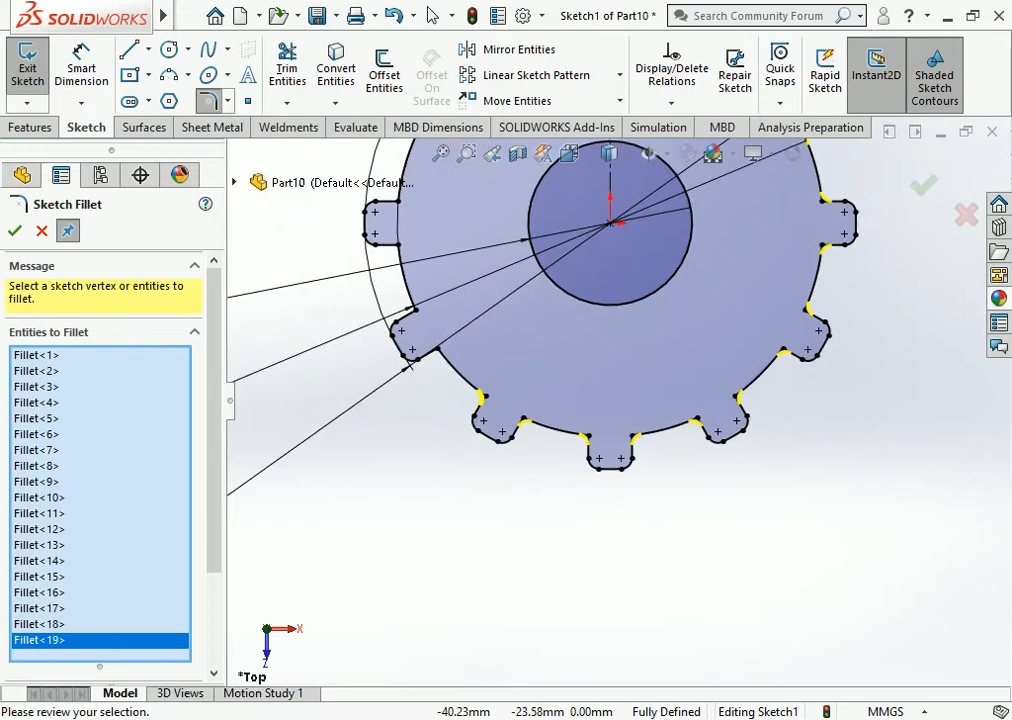 SOLIDWORKS
Sketch1 of Part10 *
Search Community Forum
Exit Sketch
Smart Dimension
Trim Entities
Convert Entities
Offset Entities
Offset On Surface
Mirror Entities
Linear Sketch Pattern
Move Entities
Display/Delete Relations
Repair Sketch
Quick Snaps
Rapid Sketch
Instant2D
Shaded Sketch Contours
Features
Sketch
Surfaces
Sheet Metal
Weldments
Evaluate
MBD Dimensions
SOLIDWORKS Add-Ins
Simulation
MBD
Analysis Preparation
Part10 (Default<<Default...
Sketch Fillet
Message
Select a sketch vertex or entities to
fillet.
Entities to Fillet
Fillet<1>
Fillet<2>
Fillet<3>
Fillet<4>
Fillet<5>
Fillet<6>
Fillet<7>
Fillet<8>
Fillet<9>
Fillet<10>
Fillet<11>
Fillet<12>
Fillet<13>
Fillet<14>
Fillet<15>
Fillet<16>
Fillet<17>
Fillet<18>
Fillet<19>
X
Z
*Top
Model
3D Views
Motion Study 1
Please review your selection.
-40.23mm
-23.58mm
0.00mm
Fully Defined
Editing Sketch1
MMGS